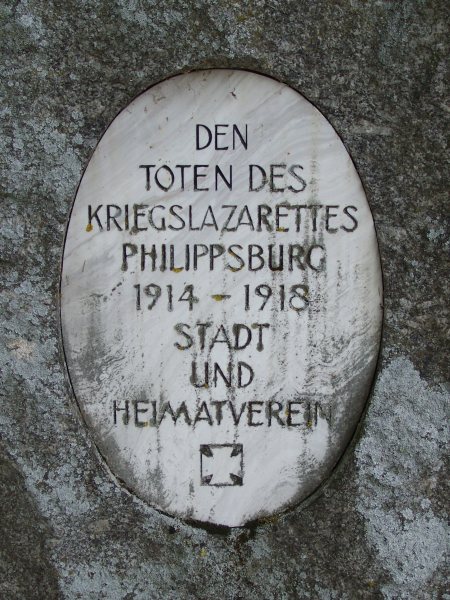 DEN
TOTEN DES
KRIEGSLAZARETTES
PHILIPPSBURG
1914 - 1918
STADT
UND
HEIMATVEREIN